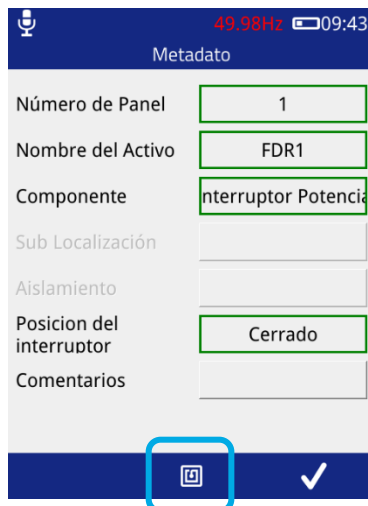 49.98Hz 09:43
Metadato
Número de Panel 1
Nombre del Activo FDR1
Componente nterruptor Potencia
Sub Localización
Aislamiento
Posicion del
interruptor Cerrado
Comentarios